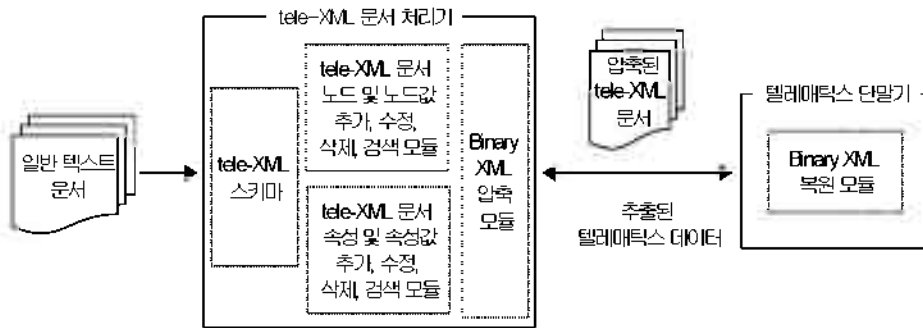 tele-XML 문서 처리기
일반 텍스트
문서
tele-XML
스키마
tele-XML 문서
노드 및 노드값
추가, 수정,
삭제, 검색 모듈
tele-XML 문서
속성 및 속성값
추가, 수정,
삭제, 검색 모듈
Binary
XML
압축
모듈
압축된
tele-XML
문서
추출된
텔레매틱스 데이터
텔레매틱스 단말기
Binary XML
복원 모듈